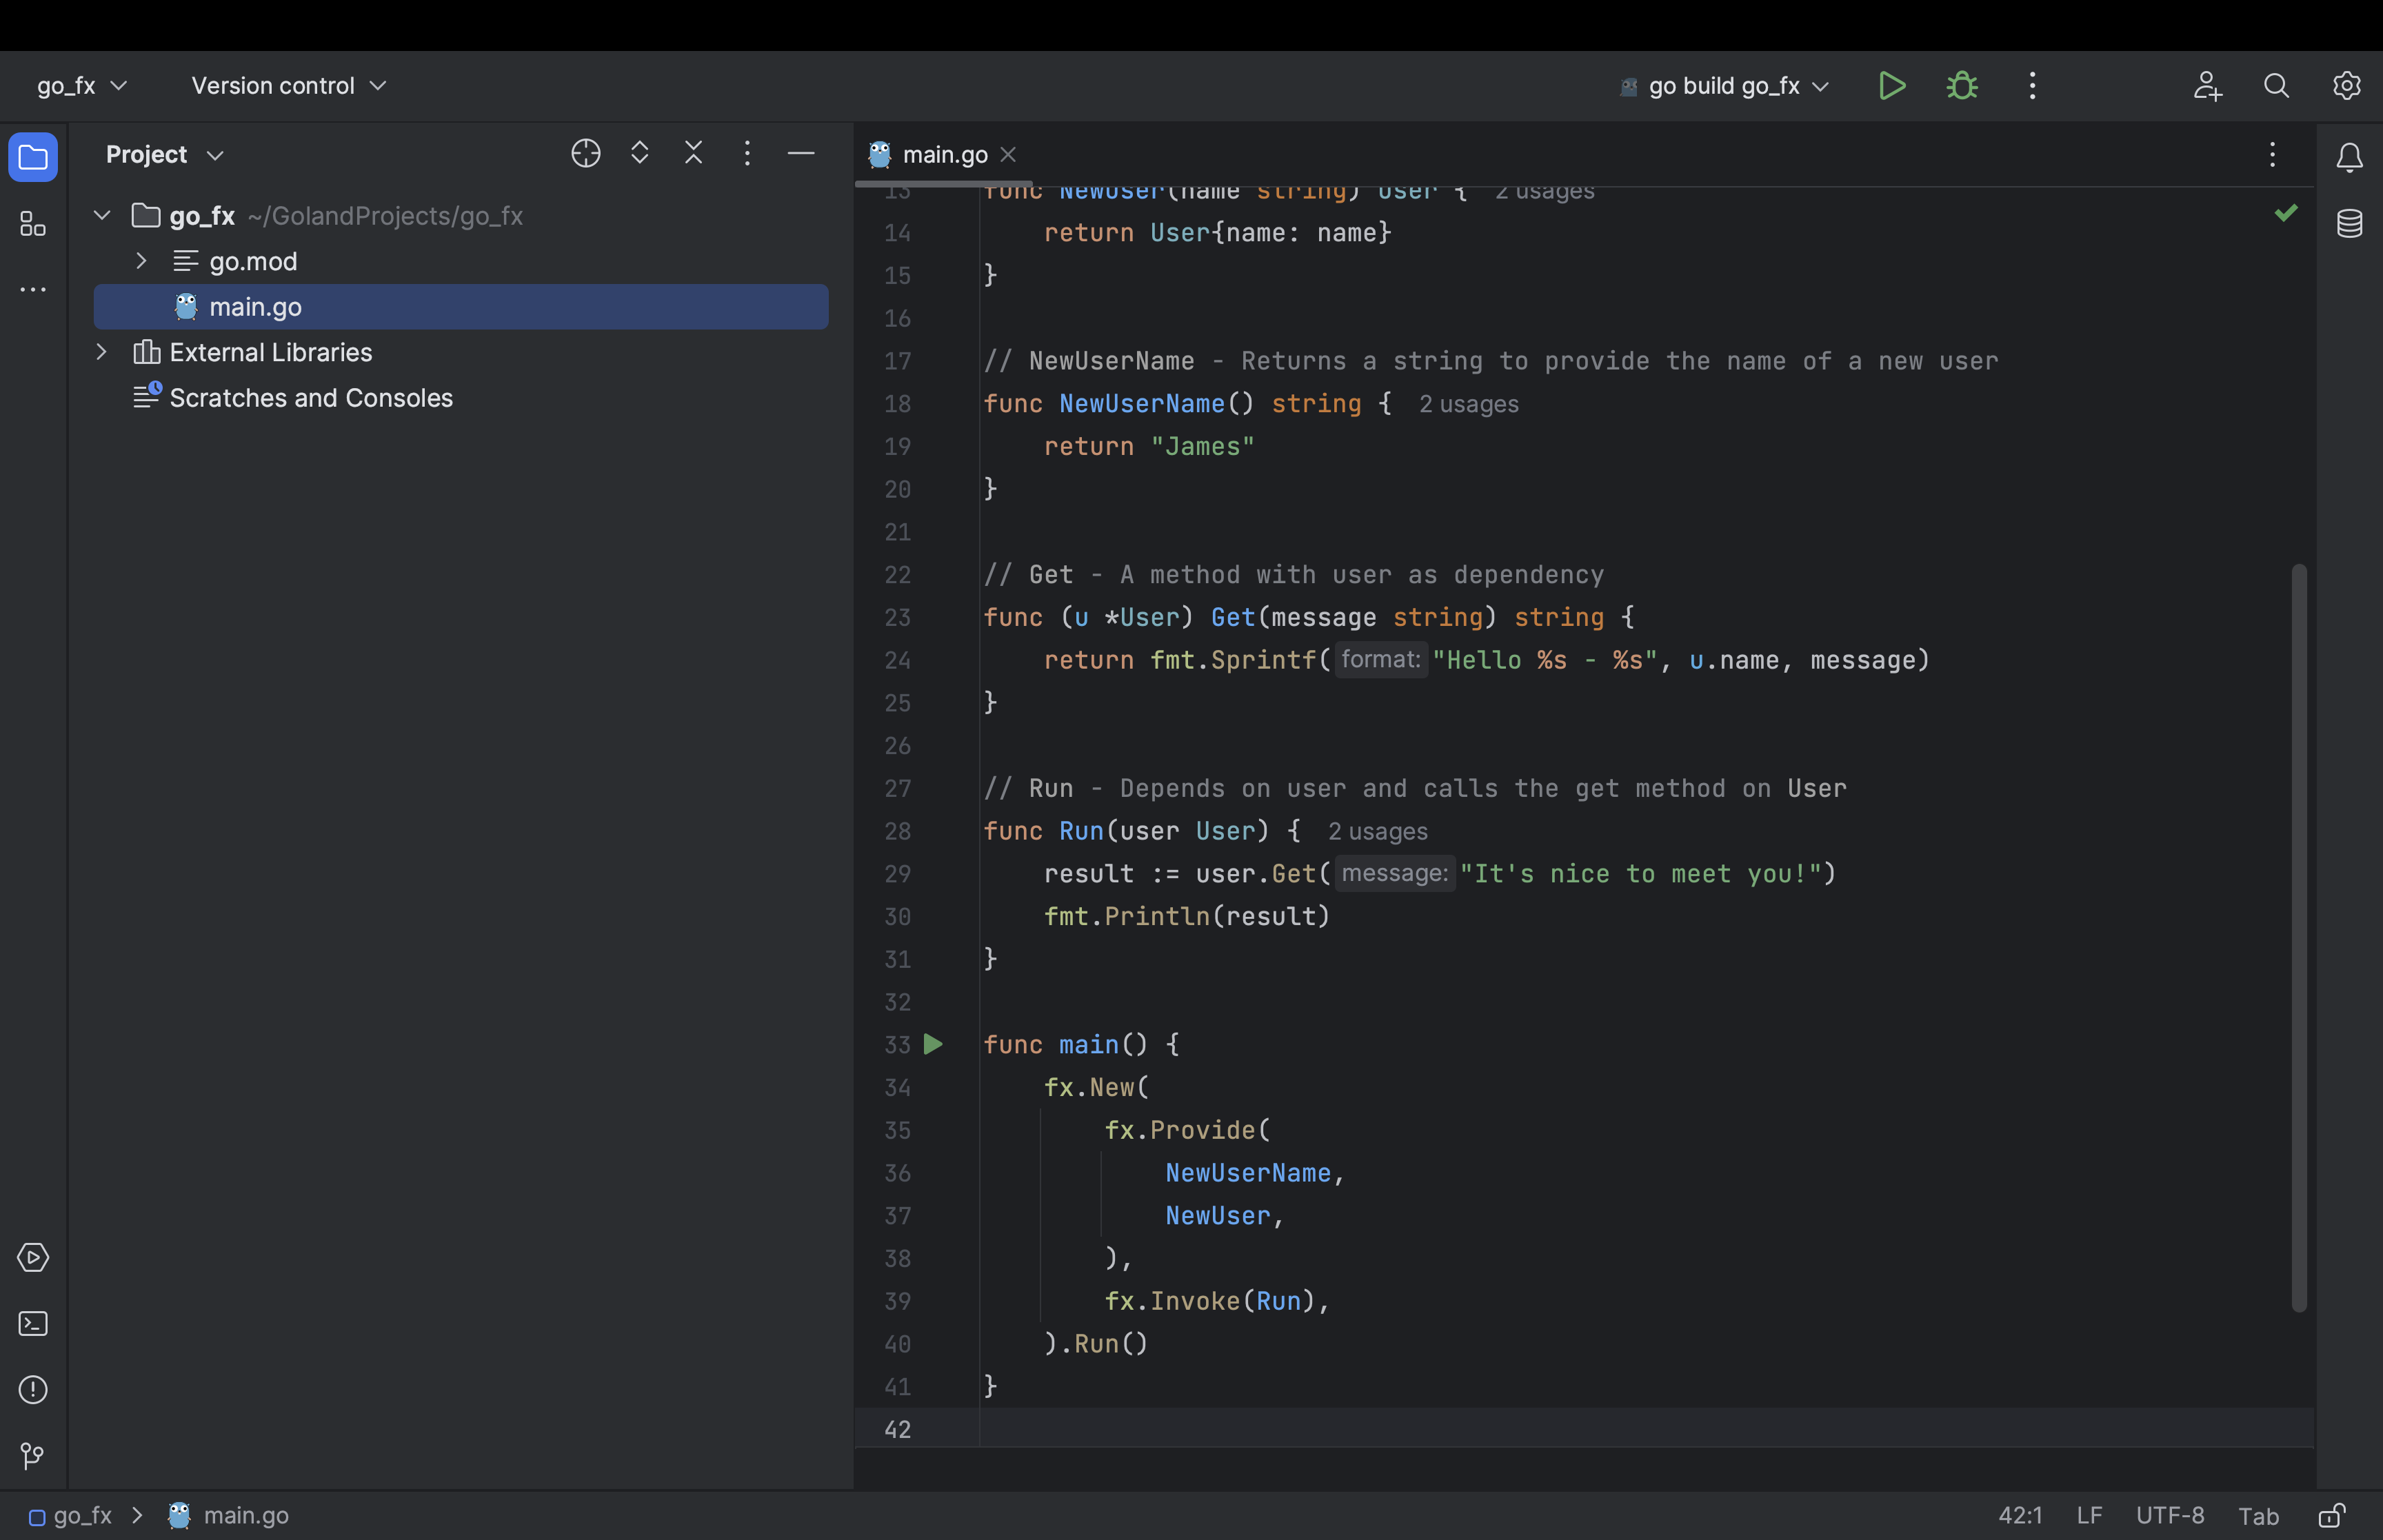 go_fx
Version control
go build go_fx
Project
main.go
go_fx ~/GolandProjects/go_fx
go.mod
main.go
External Libraries
Scratches and Consoles
13 func NewUser(name string) User { 2 usages
14 return User{name: name}
15 }
16
17 // NewUserName - Returns a string to provide the name of a new user
18 func NewUserName() string { 2 usages
19 return "James"
20 }
21
22 // Get - A method with user as dependency
23 func (u *User) Get(message string) string {
24 return fmt.Sprintf( format: "Hello %s - %s", u.name, message)
25 }
26
27 // Run - Depends on user and calls the get method on User
28 func Run(user User) { 2 usages
29 result := user.Get( message: "It's nice to meet you!")
30 fmt.Println(result)
31 }
32
33 func main() {
34 fx.New(
35 fx.Provide(
36 NewUserName,
37 NewUser,
38 ),
39 fx.Invoke(Run),
40 ).Run()
41 }
42
go_fx > main.go
42:1 LF UTF-8 Tab